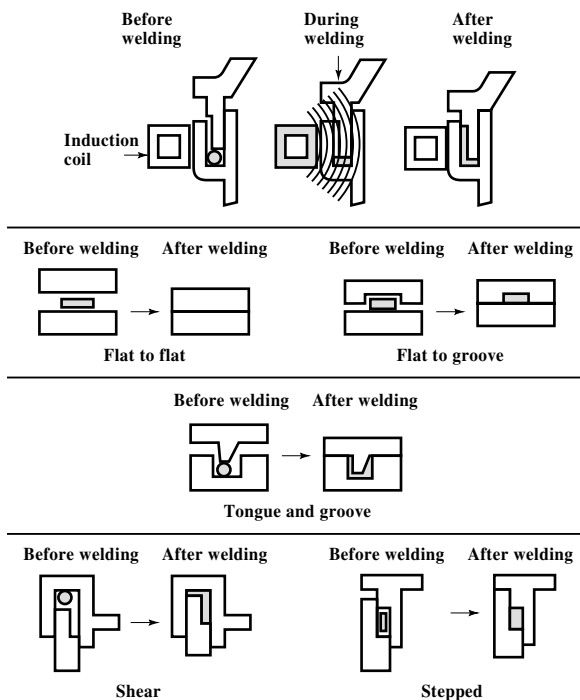 Before
welding
During
welding
After
welding
Induction
coil
Before welding
After welding
Flat to flat
Before welding
After welding
Flat to groove
Before welding
After welding
Tongue and groove
Before welding
After welding
Shear
Before welding
After welding
Stepped